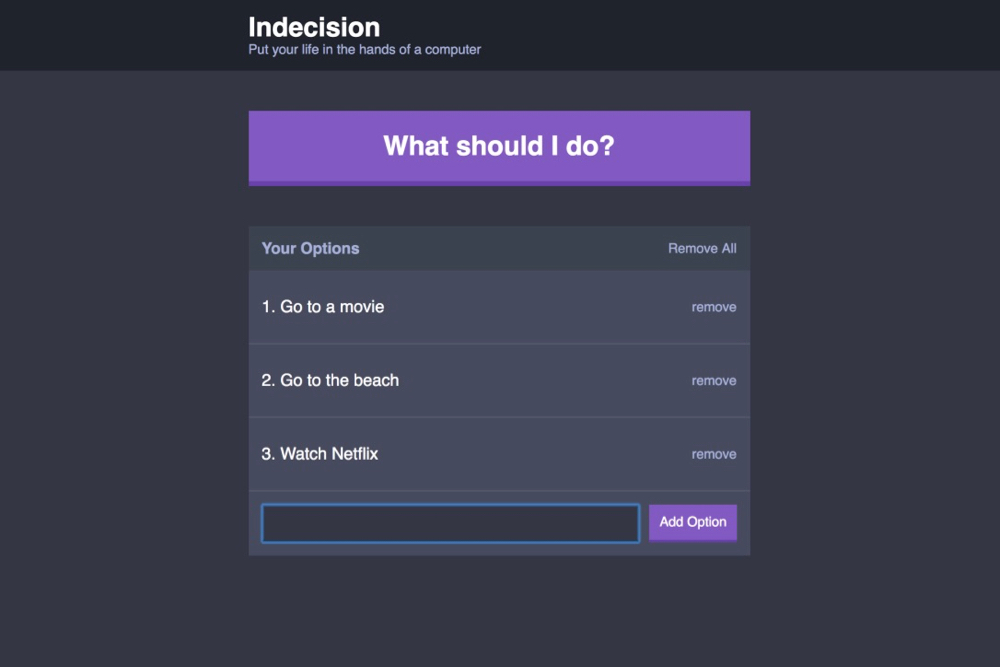 Indecision
Put your life in the hands of a computer
What should I do?
Your Options
Remove All
1. Go to a movie
remove
2. Go to the beach
remove
3. Watch Netflix
remove
Add Option